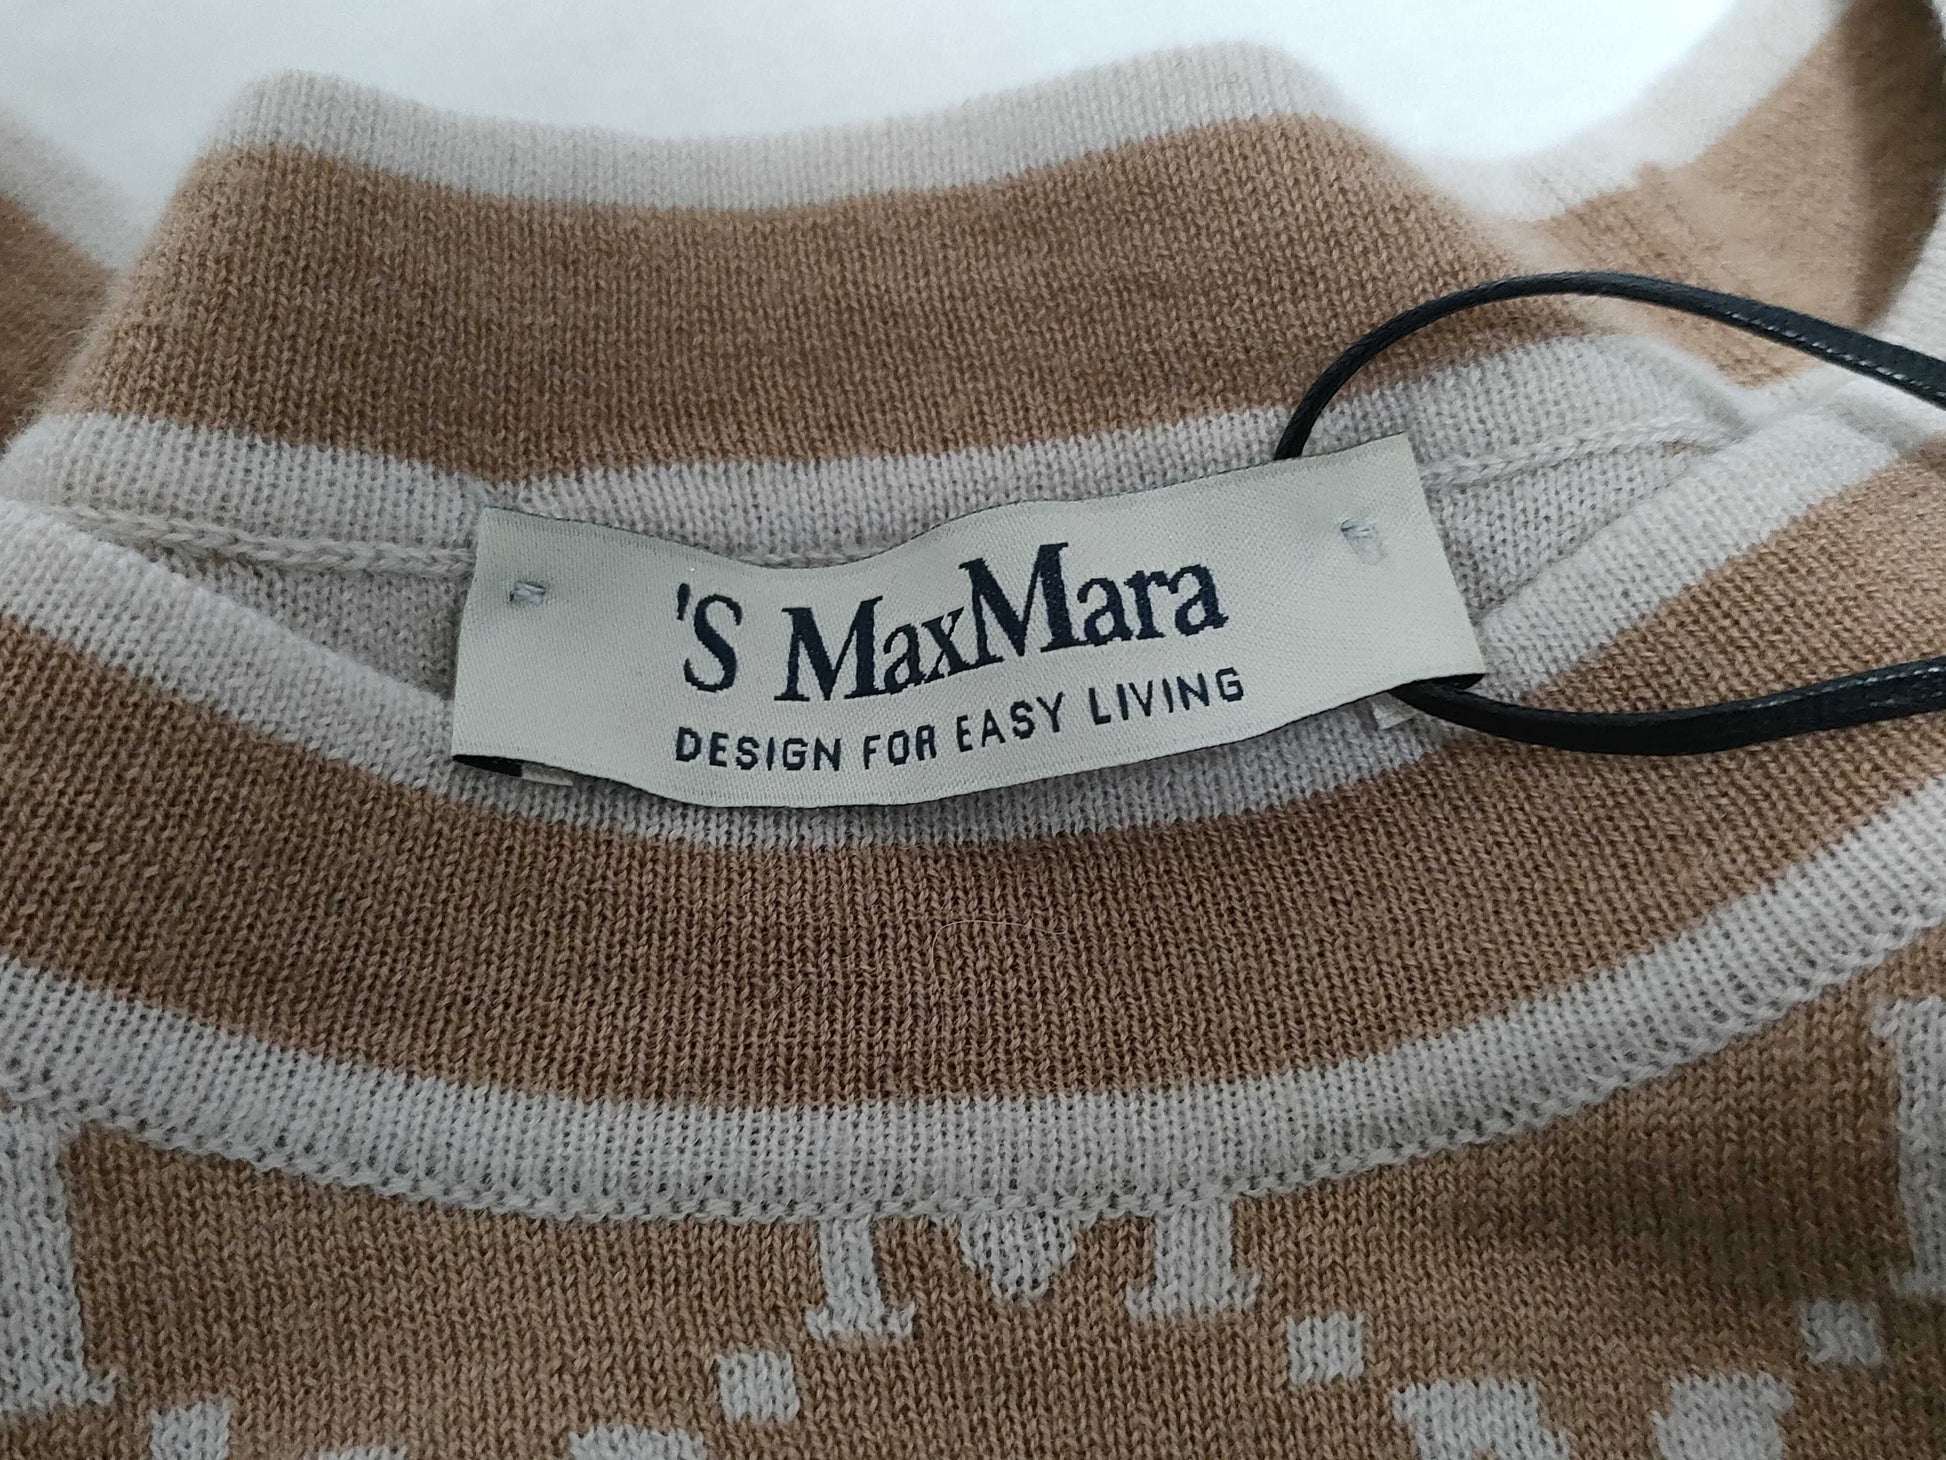 'S MaxMara
DESIGN FOR EASY LIVING